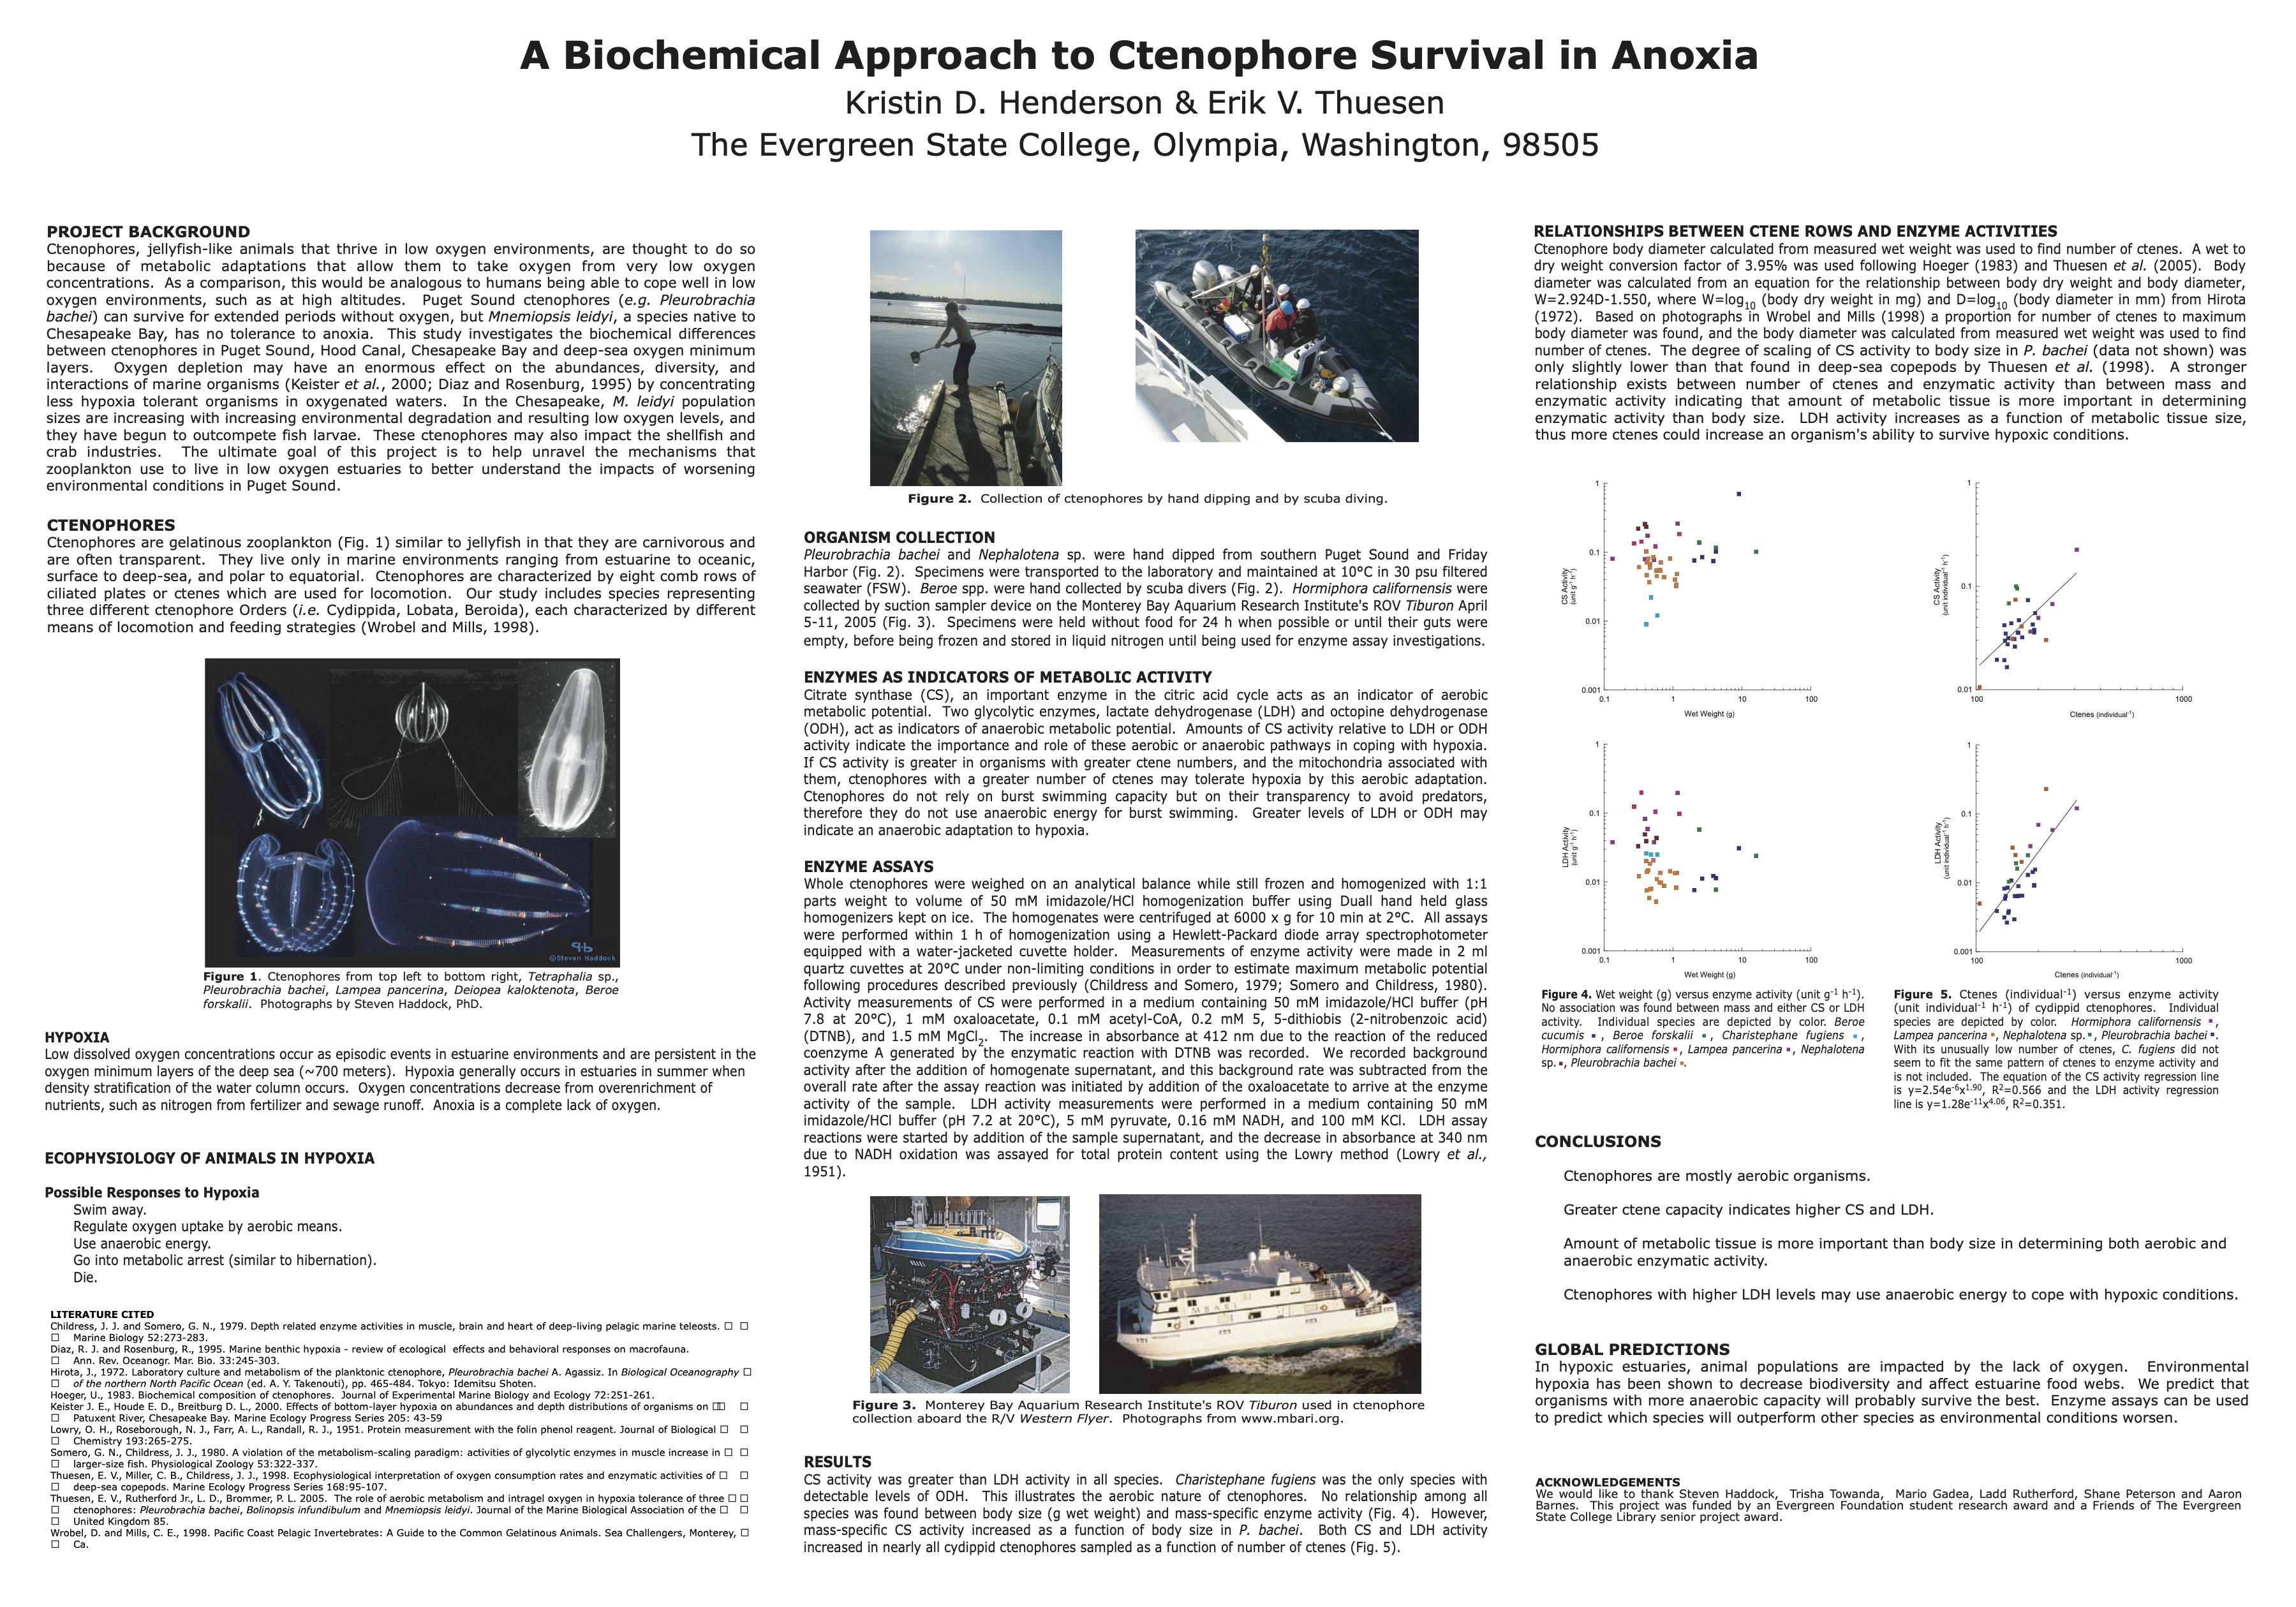 A Biochemical Approach to Ctenophore Survival in Anoxia
Kristin D. Henderson & Erik V. Thuesen
The Evergreen State College, Olympia, Washington, 98505
PROJECT BACKGROUND
Ctenophores, jellyfish-like animals that thrive in low oxygen environments, are thought to do so
because of metabolic adaptations that allow them to take oxygen from very low oxygen
concentrations. As a comparison, this would be analogous to humans being able to cope well in low
oxygen environments, such as at high altitudes. Puget Sound ctenophores (e.g. Pleurobrachia
bachei) can survive for extended periods without oxygen, but Mnemiopsis leidyi, a species native to
Chesapeake Bay, has no tolerance to anoxia. This study investigates the biochemical differences
between ctenophores in Puget Sound, Hood Canal, Chesapeake Bay and deep-sea oxygen minimum
layers. Oxygen depletion may have an enormous effect on the abundances, diversity, and
interactions of marine organisms (Keister et al., 2000; Diaz and Rosenburg, 1995) by concentrating
less hypoxia tolerant organisms in oxygenated waters. In the Chesapeake, M. leidyi population
sizes are increasing with increasing environmental degradation and resulting low oxygen levels, and
they have begun to outcompete fish larvae. These ctenophores may also impact the shellfish and
crab industries. The ultimate goal of this project is to help unravel the mechanisms that
zooplankton use to live in low oxygen estuaries to better understand the impacts of worsening
environmental conditions in Puget Sound.
CTENOPHORES
Ctenophores are gelatinous zooplankton (Fig. 1) similar to jellyfish in that they are carnivorous and
are often transparent. They live only in marine environments ranging from estuarine to oceanic,
surface to deep-sea, and polar to equatorial. Ctenophores are characterized by eight comb rows of
ciliated plates or ctenes which are used for locomotion. Our study includes species representing
three different ctenophore Orders (i.e. Cydippida, Lobata, Beroida), each characterized by different
means of locomotion and feeding strategies (Wrobel and Mills, 1998).
©Steven Haddock
Figure 1. Ctenophores from top left to bottom right, Tetraphalia sp.,
Pleurobrachia bachei, Lampea pancerina, Deiopea kaloktenota, Beroe
forskalii. Photographs by Steven Haddock, PhD.
HYPOXIA
Low dissolved oxygen concentrations occur as episodic events in estuarine environments and are persistent in the
oxygen minimum layers of the deep sea (~700 meters). Hypoxia generally occurs in estuaries in summer when
density stratification of the water column occurs. Oxygen concentrations decrease from overenrichment of
nutrients, such as nitrogen from fertilizer and sewage runoff. Anoxia is a complete lack of oxygen.
ECOPHYSIOLOGY OF ANIMALS IN HYPOXIA
Possible Responses to Hypoxia
Swim away.
Regulate oxygen uptake by aerobic means.
Use anaerobic energy.
Go into metabolic arrest (similar to hibernation).
Die.
LITERATURE CITED
Childress, J. J. and Somero, G. N., 1979. Depth related enzyme activities in muscle, brain and heart of deep-living pelagic marine teleosts. □ □
□ Marine Biology 52:273-283.
Diaz, R. J. and Rosenburg, R., 1995. Marine benthic hypoxia - review of ecological effects and behavioral responses on macrofauna.
□ Ann. Rev. Oceanogr. Mar. Bio. 33:245-303.
Hirota, J., 1972. Laboratory culture and metabolism of the planktonic ctenophore, Pleurobrachia bachei A. Agassiz. In Biological Oceanography □
□ of the northern North Pacific Ocean (ed. A. Y. Takenouti), pp. 465-484. Tokyo: Idemitsu Shoten.
Hoeger, U., 1983. Biochemical composition of ctenophores. Journal of Experimental Marine Biology and Ecology 72:251-261.
Keister J. E., Houde E. D., Breitburg D. L., 2000. Effects of bottom-layer hypoxia on abundances and depth distributions of organisms on □□ □
□ Patuxent River, Chesapeake Bay. Marine Ecology Progress Series 205: 43-59
Lowry, O. H., Roseborough, N. J., Farr, A. L., Randall, R. J., 1951. Protein measurement with the folin phenol reagent. Journal of Biological □ □
□ Chemistry 193:265-275.
Somero, G. N., Childress, J. J., 1980. A violation of the metabolism-scaling paradigm: activities of glycolytic enzymes in muscle increase in □ □
□ larger-size fish. Physiological Zoology 53:322-337.
Thuesen, E. V., Miller, C. B., Childress, J. J., 1998. Ecophysiological interpretation of oxygen consumption rates and enzymatic activities of □ □
□ deep-sea copepods. Marine Ecology Progress Series 168:95-107.
Thuesen, E. V., Rutherford Jr., L. D., Brommer, P. L. 2005. The role of aerobic metabolism and intragel oxygen in hypoxia tolerance of three □ □
□ ctenophores: Pleurobrachia bachei, Bolinopsis infundibulum and Mnemiopsis leidyi. Journal of the Marine Biological Association of the □ □
□ United Kingdom 85.
Wrobel, D. and Mills, C. E., 1998. Pacific Coast Pelagic Invertebrates: A Guide to the Common Gelatinous Animals. Sea Challengers, Monterey, □
□ Ca.
Figure 2. Collection of ctenophores by hand dipping and by scuba diving.
ORGANISM COLLECTION
Pleurobrachia bachei and Nephalotena sp. were hand dipped from southern Puget Sound and Friday
Harbor (Fig. 2). Specimens were transported to the laboratory and maintained at 10°C in 30 psu filtered
seawater (FSW). Beroe spp. were hand collected by scuba divers (Fig. 2). Hormiphora californensis were
collected by suction sampler device on the Monterey Bay Aquarium Research Institute's ROV Tiburon April
5-11, 2005 (Fig. 3). Specimens were held without food for 24 h when possible or until their guts were
empty, before being frozen and stored in liquid nitrogen until being used for enzyme assay investigations.
ENZYMES AS INDICATORS OF METABOLIC ACTIVITY
Citrate synthase (CS), an important enzyme in the citric acid cycle acts as an indicator of aerobic
metabolic potential. Two glycolytic enzymes, lactate dehydrogenase (LDH) and octopine dehydrogenase
(ODH), act as indicators of anaerobic metabolic potential. Amounts of CS activity relative to LDH or ODH
activity indicate the importance and role of these aerobic or anaerobic pathways in coping with hypoxia.
If CS activity is greater in organisms with greater ctene numbers, and the mitochondria associated with
them, ctenophores with a greater number of ctenes may tolerate hypoxia by this aerobic adaptation.
Ctenophores do not rely on burst swimming capacity but on their transparency to avoid predators,
therefore they do not use anaerobic energy for burst swimming. Greater levels of LDH or ODH may
indicate an anaerobic adaptation to hypoxia.
ENZYME ASSAYS
Whole ctenophores were weighed on an analytical balance while still frozen and homogenized with 1:1
parts weight to volume of 50 mM imidazole/HCl homogenization buffer using Duall hand held glass
homogenizers kept on ice. The homogenates were centrifuged at 6000 x g for 10 min at 2°C. All assays
were performed within 1 h of homogenization using a Hewlett-Packard diode array spectrophotometer
equipped with a water-jacketed cuvette holder. Measurements of enzyme activity were made in 2 ml
quartz cuvettes at 20°C under non-limiting conditions in order to estimate maximum metabolic potential
following procedures described previously (Childress and Somero, 1979; Somero and Childress, 1980).
Activity measurements of CS were performed in a medium containing 50 mM imidazole/HCl buffer (pH
7.8 at 20°C), 1 mM oxaloacetate, 0.1 mM acetyl-CoA, 0.2 mM 5, 5-dithiobis (2-nitrobenzoic acid)
(DTNB), and 1.5 mM MgCl₂. The increase in absorbance at 412 nm due to the reaction of the reduced
coenzyme A generated by the enzymatic reaction with DTNB was recorded. We recorded background
activity after the addition of homogenate supernatant, and this background rate was subtracted from the
overall rate after the assay reaction was initiated by addition of the oxaloacetate to arrive at the enzyme
activity of the sample. LDH activity measurements were performed in a medium containing 50 mM
imidazole/HCl buffer (pH 7.2 at 20°C), 5 mM pyruvate, 0.16 mM NADH, and 100 mM KCl. LDH assay
reactions were started by addition of the sample supernatant, and the decrease in absorbance at 340 nm
due to NADH oxidation was assayed for total protein content using the Lowry method (Lowry et al.,
1951).
MBARI
Figure 3. Monterey Bay Aquarium Research Institute's ROV Tiburon used in ctenophore
collection aboard the R/V Western Flyer. Photographs from www.mbari.org.
RESULTS
CS activity was greater than LDH activity in all species. Charistephane fugiens was the only species with
detectable levels of ODH. This illustrates the aerobic nature of ctenophores. No relationship among all
species was found between body size (g wet weight) and mass-specific enzyme activity (Fig. 4). However,
mass-specific CS activity increased as a function of body size in P. bachei. Both CS and LDH activity
increased in nearly all cydippid ctenophores sampled as a function of number of ctenes (Fig. 5).
RELATIONSHIPS BETWEEN CTENE ROWS AND ENZYME ACTIVITIES
Ctenophore body diameter calculated from measured wet weight was used to find number of ctenes. A wet to
dry weight conversion factor of 3.95% was used following Hoeger (1983) and Thuesen et al. (2005). Body
diameter was calculated from an equation for the relationship between body dry weight and body diameter,
W=2.924D-1.550, where W=log₁₀ (body dry weight in mg) and D=log₁₀ (body diameter in mm) from Hirota
(1972). Based on photographs in Wrobel and Mills (1998) a proportion for number of ctenes to maximum
body diameter was found, and the body diameter was calculated from measured wet weight was used to find
number of ctenes. The degree of scaling of CS activity to body size in P. bachei (data not shown) was
only slightly lower than that found in deep-sea copepods by Thuesen et al. (1998). A stronger
relationship exists between number of ctenes and enzymatic activity than between mass and
enzymatic activity indicating that amount of metabolic tissue is more important in determining
enzymatic activity than body size. LDH activity increases as a function of metabolic tissue size,
thus more ctenes could increase an organism's ability to survive hypoxic conditions.
1
0.1
0.01
0.001
CS Activity
(unit g⁻¹ h⁻¹)
0.1 1 10 100
Wet Weight (g)
1
0.1
0.01
CS Activity
(unit individual⁻¹ h⁻¹)
100 1000
Ctenes (individual⁻¹)
1
0.1
0.01
0.001
LDH Activity
(unit g⁻¹ h⁻¹)
0.1 1 10 100
Wet Weight (g)
1
0.1
0.01
0.001
LDH Activity
(unit individual⁻¹ h⁻¹)
100 1000
Ctenes (individual⁻¹)
Figure 4. Wet weight (g) versus enzyme activity (unit g⁻¹ h⁻¹).
No association was found between mass and either CS or LDH
activity. Individual species are depicted by color. Beroe
cucumis ▪ , Beroe forskalii ▪ , Charistephane fugiens ▪ ,
Hormiphora californensis ▪ , Lampea pancerina ▪ , Nephalotena
sp. ▪, Pleurobrachia bachei ▪.
Figure 5. Ctenes (individual⁻¹) versus enzyme activity
(unit individual⁻¹ h⁻¹) of cydippid ctenophores. Individual
species are depicted by color. Hormiphora californensis ▪ ,
Lampea pancerina ▪, Nephalotena sp. ▪, Pleurobrachia bachei ▪.
With its unusually low number of ctenes, C. fugiens did not
seem to fit the same pattern of ctenes to enzyme activity and
is not included. The equation of the CS activity regression line
is y=2.54e⁻⁶x¹·⁹⁰, R²=0.566 and the LDH activity regression
line is y=1.28e⁻¹¹x⁴·⁰⁶, R²=0.351.
CONCLUSIONS
Ctenophores are mostly aerobic organisms.
Greater ctene capacity indicates higher CS and LDH.
Amount of metabolic tissue is more important than body size in determining both aerobic and
anaerobic enzymatic activity.
Ctenophores with higher LDH levels may use anaerobic energy to cope with hypoxic conditions.
GLOBAL PREDICTIONS
In hypoxic estuaries, animal populations are impacted by the lack of oxygen. Environmental
hypoxia has been shown to decrease biodiversity and affect estuarine food webs. We predict that
organisms with more anaerobic capacity will probably survive the best. Enzyme assays can be used
to predict which species will outperform other species as environmental conditions worsen.
ACKNOWLEDGEMENTS
We would like to thank Steven Haddock, Trisha Towanda, Mario Gadea, Ladd Rutherford, Shane Peterson and Aaron
Barnes. This project was funded by an Evergreen Foundation student research award and a Friends of The Evergreen
State College Library senior project award.